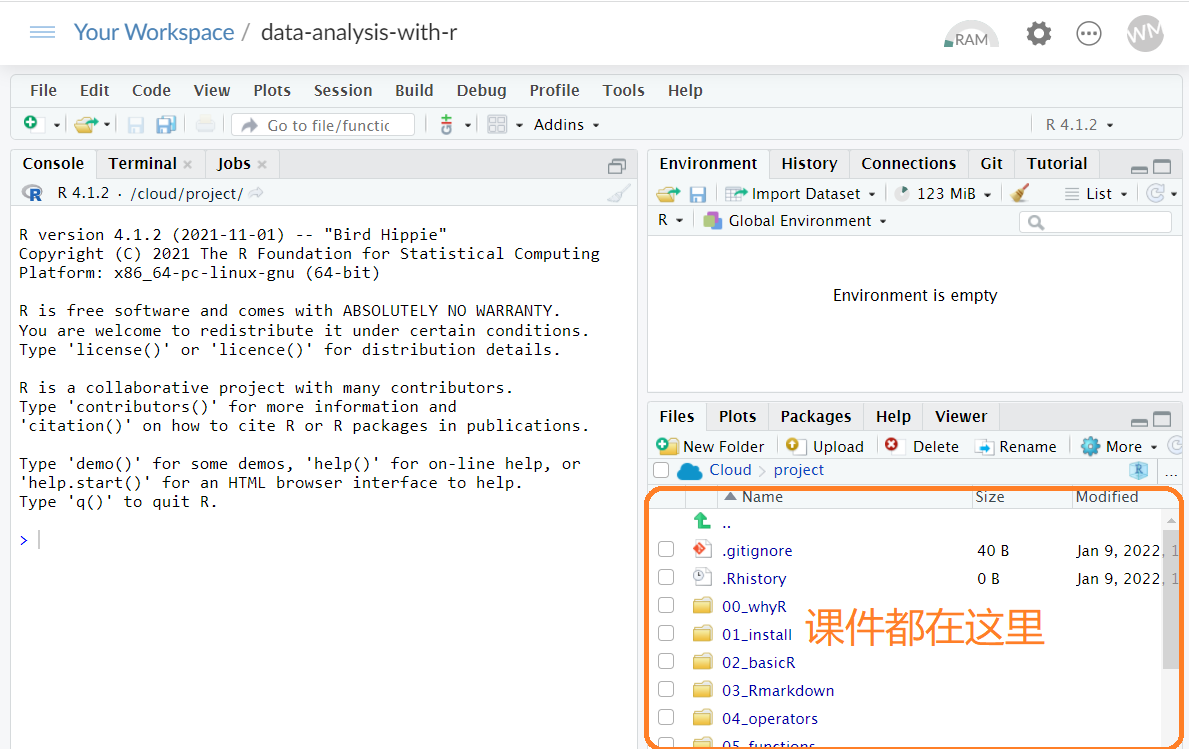 Your Workspace / data-analysis-with-r
RAM
WM
File Edit Code View Plots Session Build Debug Profile Tools Help
Go to file/functic
Addins
R 4.1.2
Console Terminal Jobs
R 4.1.2 · /cloud/project/
R version 4.1.2 (2021-11-01) -- "Bird Hippie"
Copyright (C) 2021 The R Foundation for Statistical Computing
Platform: x86_64-pc-linux-gnu (64-bit)
R is free software and comes with ABSOLUTELY NO WARRANTY.
You are welcome to redistribute it under certain conditions.
Type 'license()' or 'licence()' for distribution details.
R is a collaborative project with many contributors.
Type 'contributors()' for more information and
'citation()' on how to cite R or R packages in publications.
Type 'demo()' for some demos, 'help()' for on-line help, or
'help.start()' for an HTML browser interface to help.
Type 'q()' to quit R.
>
Environment History Connections Git Tutorial
Import Dataset 123 MiB List
R Global Environment
Environment is empty
Files Plots Packages Help Viewer
New Folder Upload Delete Rename More
Cloud project R ...
Name Size Modified
..
.gitignore 40 B Jan 9, 2022, 1
.Rhistory 0 B Jan 9, 2022, 1
00_whyR
01_install
课件都在这里
02_basicR
03_Rmarkdown
04_operators
05_functions